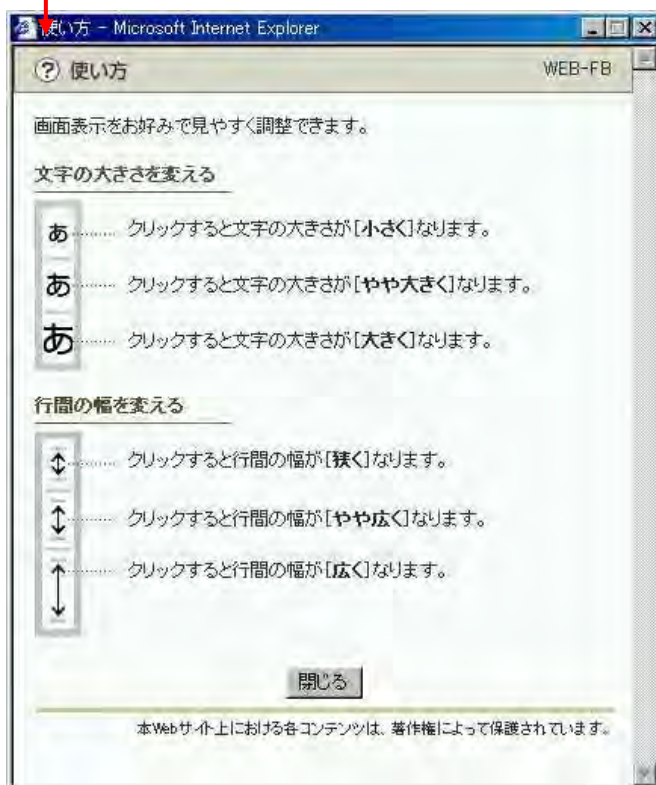 使い方 - Microsoft Internet Explorer
? 使い方 WEB-FB
画面表示をお好みで見やすく調整できます。
文字の大きさを変える
あ クリックすると文字の大きさが[小さく]なります。
あ クリックすると文字の大きさが[やや大きく]なります。
あ クリックすると文字の大きさが[大きく]なります。
行間の幅を変える
クリックすると行間の幅が[狭く]なります。
クリックすると行間の幅が[やや広く]なります。
クリックすると行間の幅が[広く]なります。
閉じる
本Webサイト上における各コンテンツは、著作権によって保護されています。